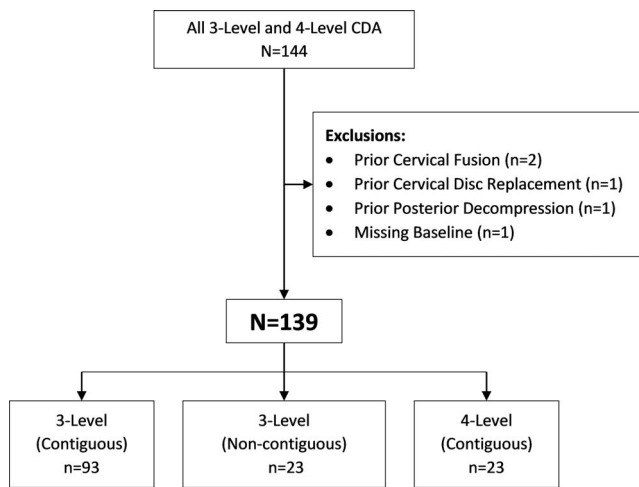 All 3-Level and 4-Level CDA
N=144
Exclusions:
• Prior Cervical Fusion (n=2)
• Prior Cervical Disc Replacement (n=1)
• Prior Posterior Decompression (n=1)
• Missing Baseline (n=1)
N=139
3-Level
(Contiguous)
n=93
3-Level
(Non-contiguous)
n=23
4-Level
(Contiguous)
n=23